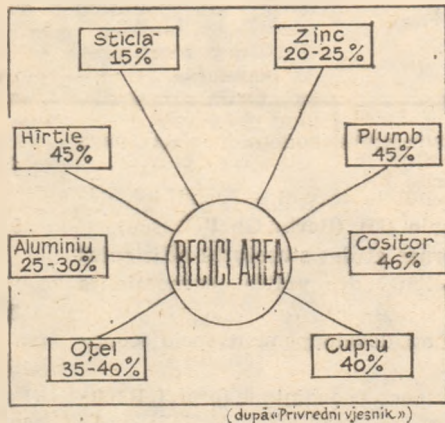 Sticla
15%
Zinc
20-25%
Hîrtie
45%
Plumb
45%
Aluminiu
25-30%
RECICLAREA
Cositor
46%
Oțel
35-40%
Cupru
40%
(după «Privredni vjesnik»)